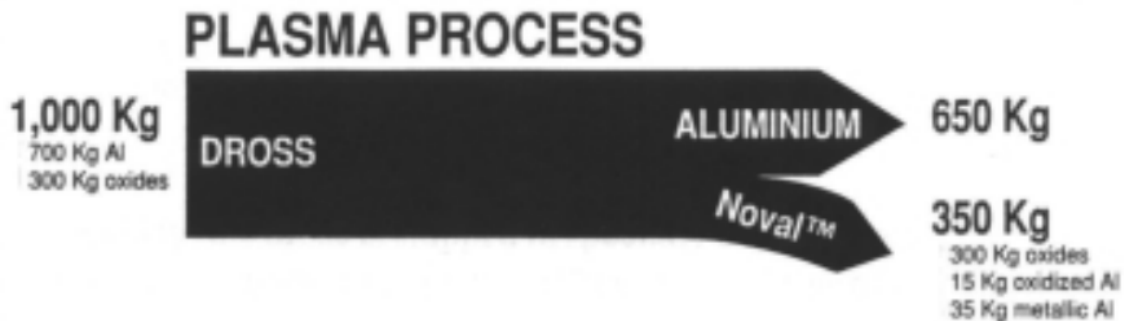 PLASMA PROCESS
1,000 Kg
700 Kg Al
300 Kg oxides
DROSS
ALUMINIUM
650 Kg
Noval™
350 Kg
300 Kg oxides
15 Kg oxidized Al
35 Kg metallic Al